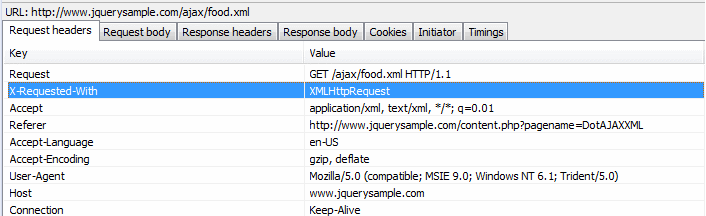 URL: http://www.jquerysample.com/ajax/food.xml
Request headers Request body Response headers Response body Cookies Initiator Timings
Key Value
Request GET /ajax/food.xml HTTP/1.1
X-Requested-With XMLHttpRequest
Accept application/xml, text/xml, */*; q=0.01
Referer http://www.jquerysample.com/content.php?pagename=DotAJAXXML
Accept-Language en-US
Accept-Encoding gzip, deflate
User-Agent Mozilla/5.0 (compatible; MSIE 9.0; Windows NT 6.1; Trident/5.0)
Host www.jquerysample.com
Connection Keep-Alive